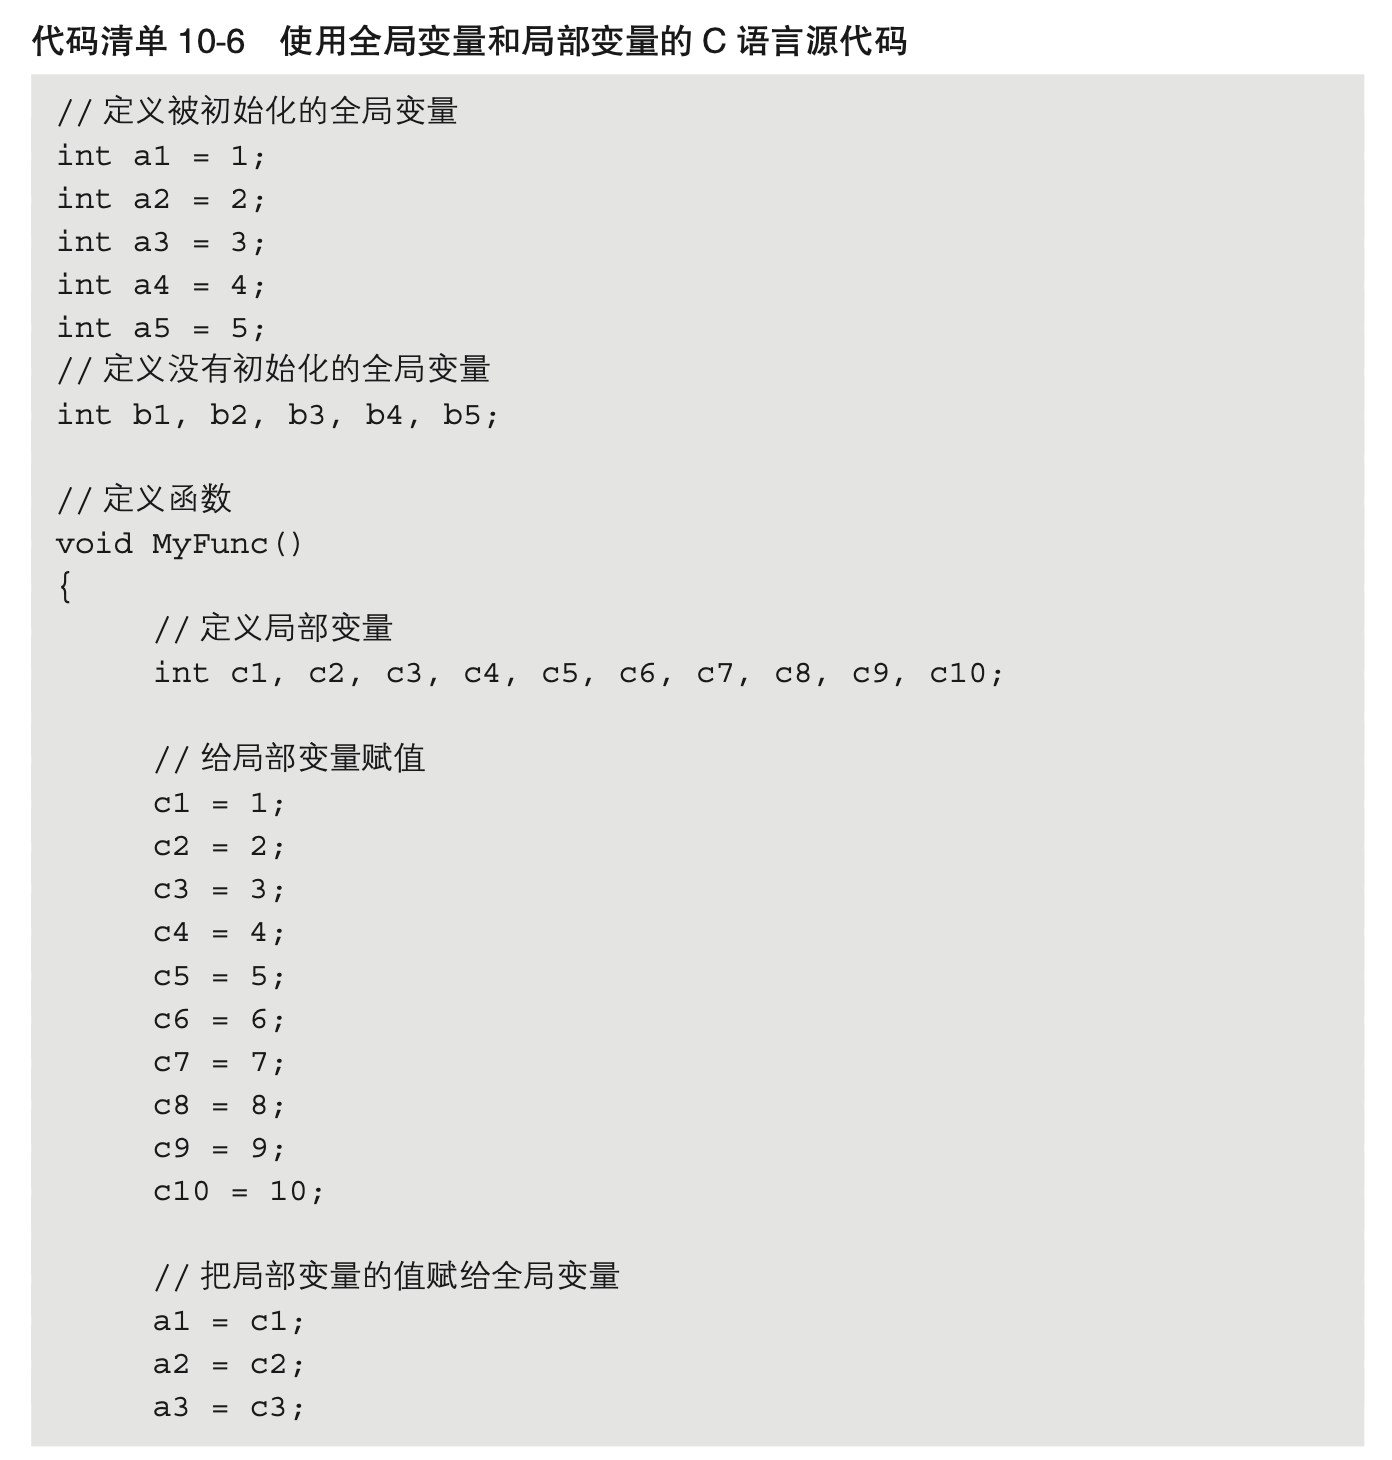 代码清单 10-6 使用全局变量和局部变量的 C 语言源代码
// 定义被初始化的全局变量
int a1 = 1;
int a2 = 2;
int a3 = 3;
int a4 = 4;
int a5 = 5;
// 定义没有初始化的全局变量
int b1, b2, b3, b4, b5;
// 定义函数
void MyFunc()
{
// 定义局部变量
int c1, c2, c3, c4, c5, c6, c7, c8, c9, c10;
// 给局部变量赋值
c1 = 1;
c2 = 2;
c3 = 3;
c4 = 4;
c5 = 5;
c6 = 6;
c7 = 7;
c8 = 8;
c9 = 9;
c10 = 10;
// 把局部变量的值赋给全局变量
a1 = c1;
a2 = c2;
a3 = c3;